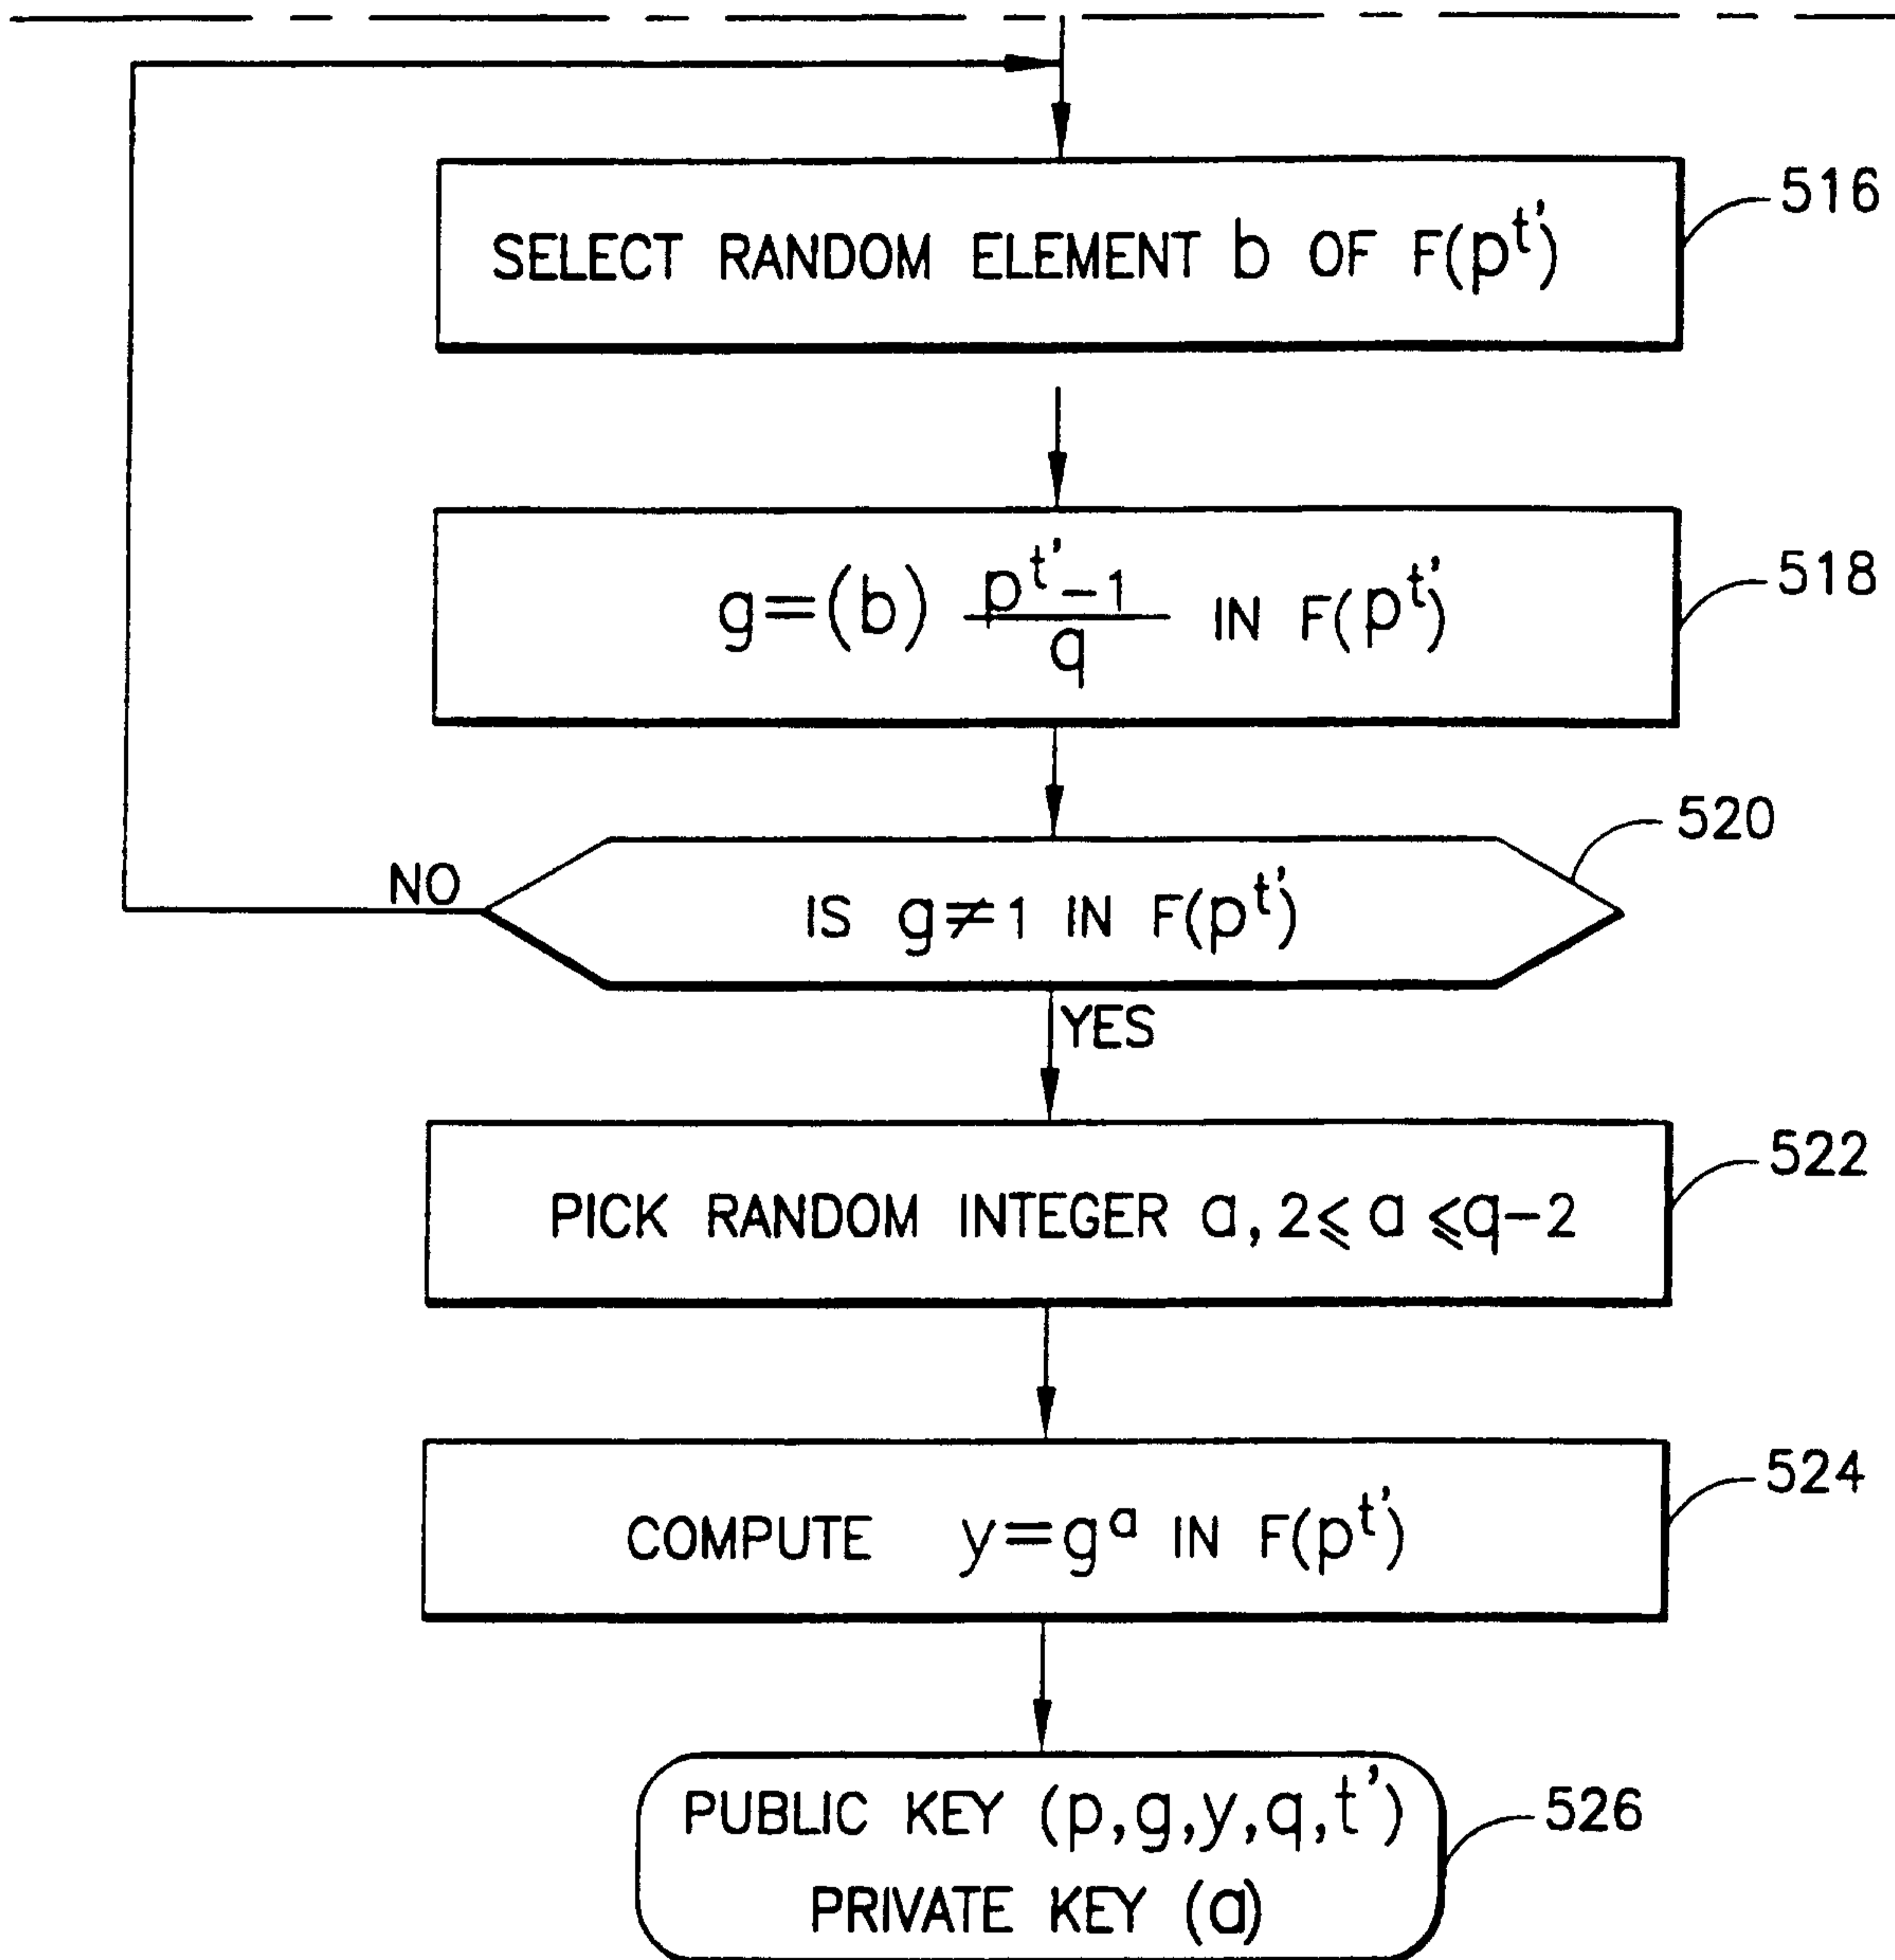 SELECT RANDOM ELEMENT b OF F(p^t')
516
g=(b) p^t'-1/q IN F(p^t')
518
520
NO
IS g≠1 IN F(p^t')
YES
PICK RANDOM INTEGER a, 2⩽a⩽q-2
522
COMPUTE y=g^a IN F(p^t')
524
PUBLIC KEY (p,g,y,q,t')
PRIVATE KEY (a)
526